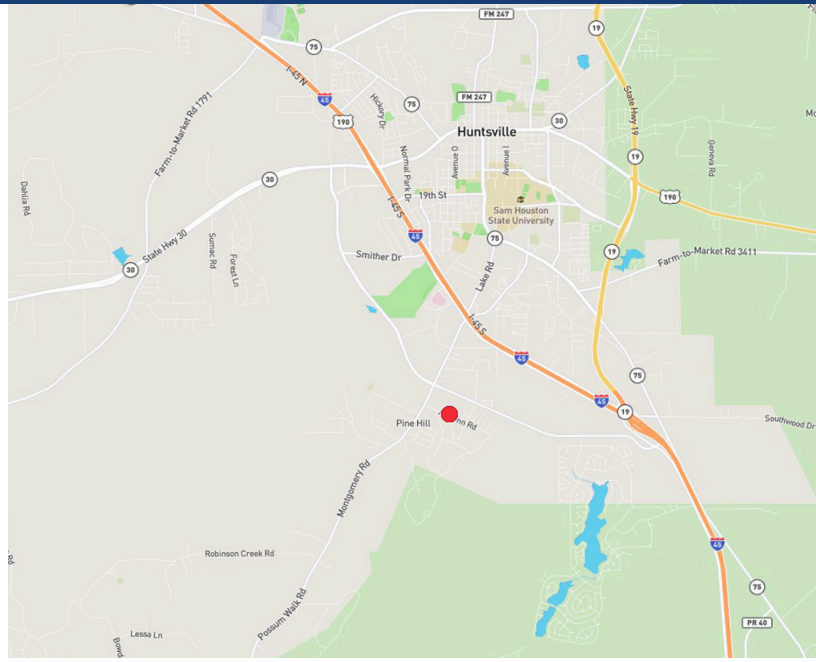 FM 247
19
75
I-45 N
45
75
FM 247
Hickory Dr
190
30
Huntsville
State Hwy 19
Farm-to-Market Rd 1791
Normal Park Dr
Avenue O
Avenue I
19
Geneva Rd
30
19th St
190
Dahlia Rd
Sam Houston
State University
I-45 S
45
75
State Hwy 30
Sumac Rd
Forest Ln
Smither Dr
Lake Rd
19
Farm-to-Market Rd 3411
30
I-45 S
45
75
45
19
Southwood Dr
Pine Hill
nn Rd
Montgomery Rd
45
Robinson Creek Rd
Rd
75
Possum Walk Rd
PR 40
Lessa Ln